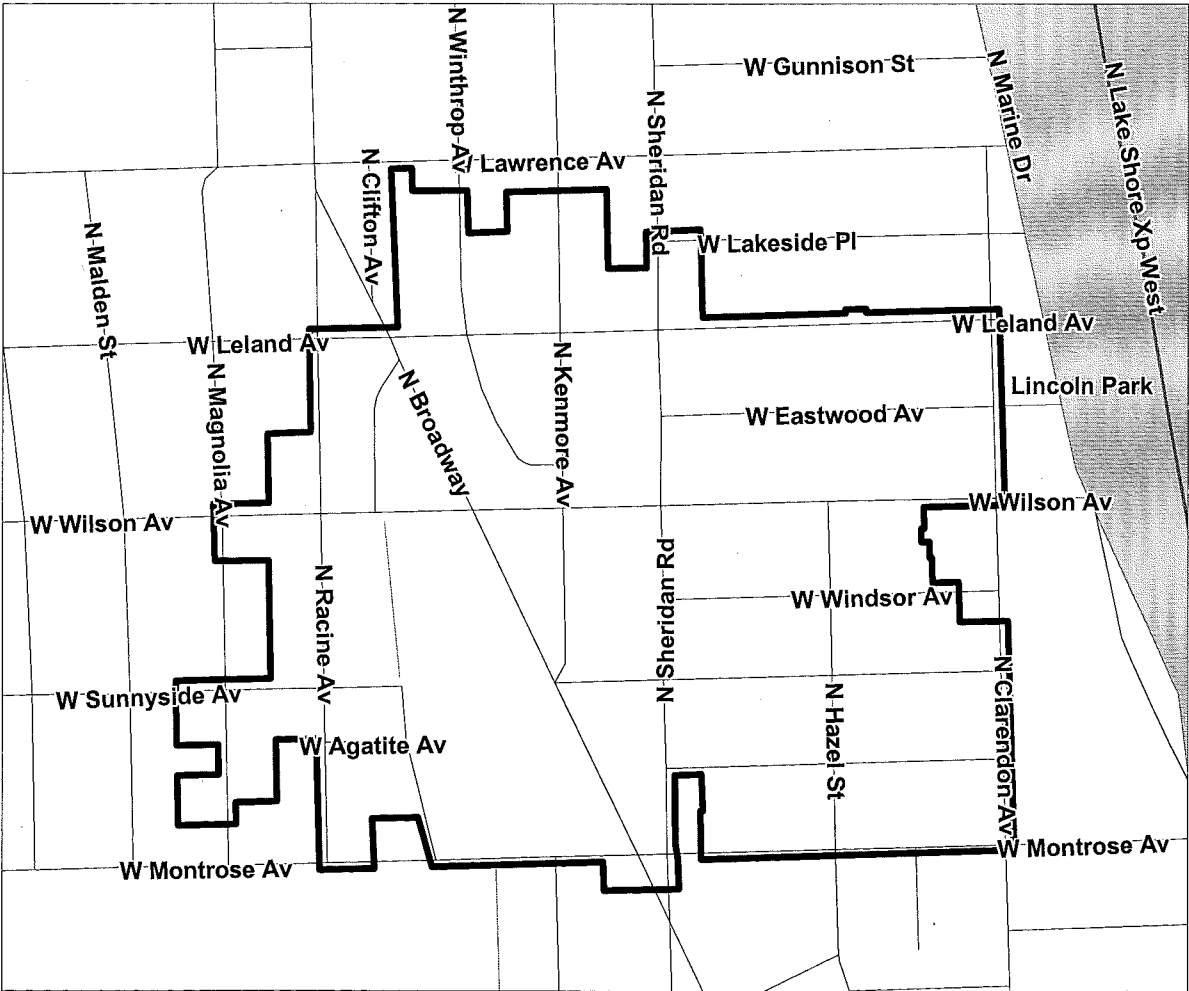 N Winthrop Av
W Gunnison St
N Marine Dr
N Lake Shore Xp West
N Sheridan Rd
N Clifton Av
/ Lawrence Av
N Malden St
W Lakeside Pl
W Leland Av
W Leland Av
N Magnolia Av
N Broadway
N Kenmore Av
Lincoln Park
W Eastwood Av
W Wilson Av
W Wilson Av
N Racine Av
N Sheridan Rd
W Windsor Av
W Sunnyside Av
N Hazel St
N Clarendon Av
W Agatite Av
W Montrose Av
W Montrose Av